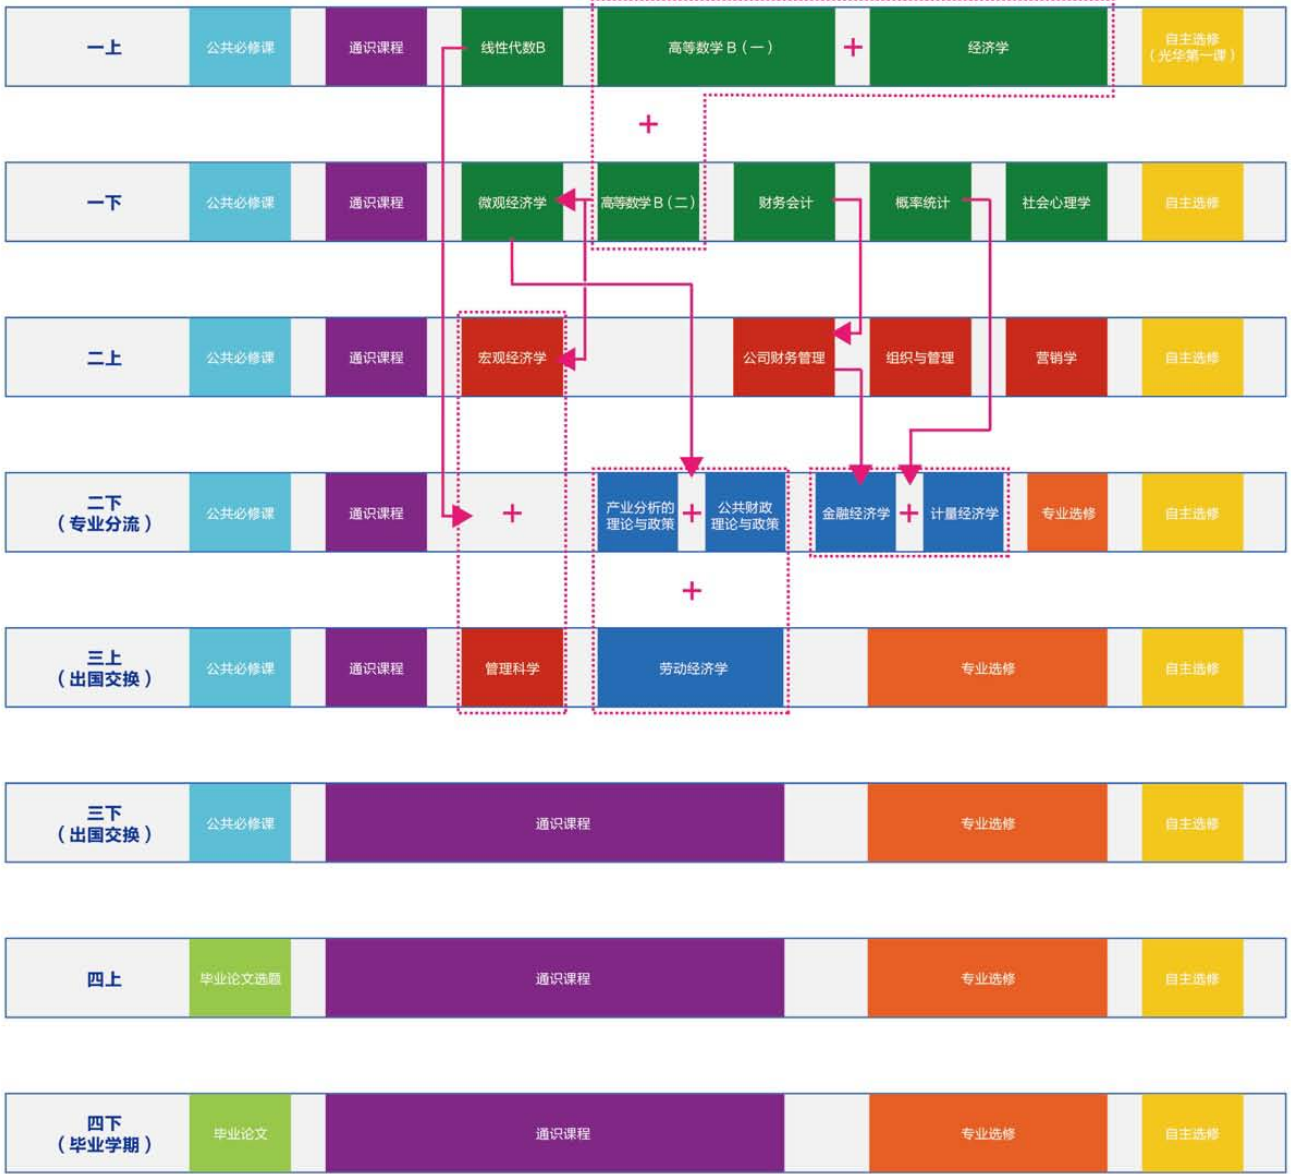 一上
公共必修课
通识课程
线性代数B
高等数学 B（一）
+
经济学
自主选修
（光华第一课）
+
一下
公共必修课
通识课程
微观经济学
高等数学B（二）
财务会计
概率统计
社会心理学
自主选修
二上
公共必修课
通识课程
宏观经济学
公司财务管理
组织与管理
营销学
自主选修
二下
（专业分流）
公共必修课
通识课程
+
产业分析的
理论与政策
+
公共财政
理论与政策
金融经济学
+
计量经济学
专业选修
自主选修
+
三上
（出国交换）
公共必修课
通识课程
管理科学
劳动经济学
专业选修
自主选修
三下
（出国交换）
公共必修课
通识课程
专业选修
自主选修
四上
毕业论文选题
通识课程
专业选修
自主选修
四下
（毕业学期）
毕业论文
通识课程
专业选修
自主选修